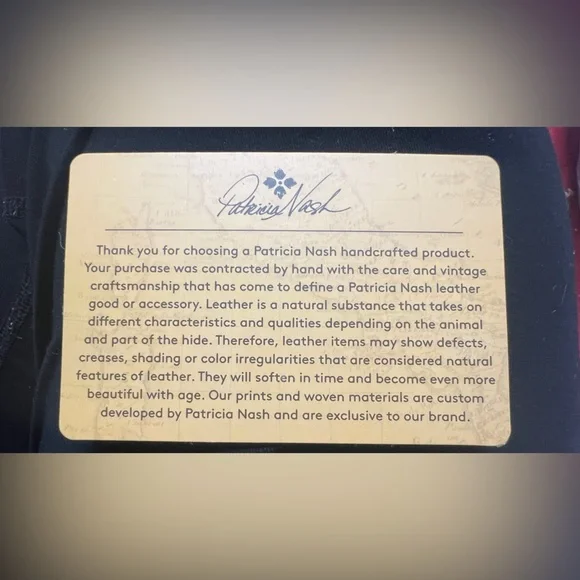 Patricia Nash
Thank you for choosing a Patricia Nash handcrafted product.
Your purchase was contracted by hand with the care and vintage
craftsmanship that has come to define a Patricia Nash leather
good or accessory. Leather is a natural substance that takes on
different characteristics and qualities depending on the animal
and part of the hide. Therefore, leather items may show defects,
creases, shading or color irregularities that are considered natural
features of leather. They will soften in time and become even more
beautiful with age. Our prints and woven materials are custom
developed by Patricia Nash and are exclusive to our brand.